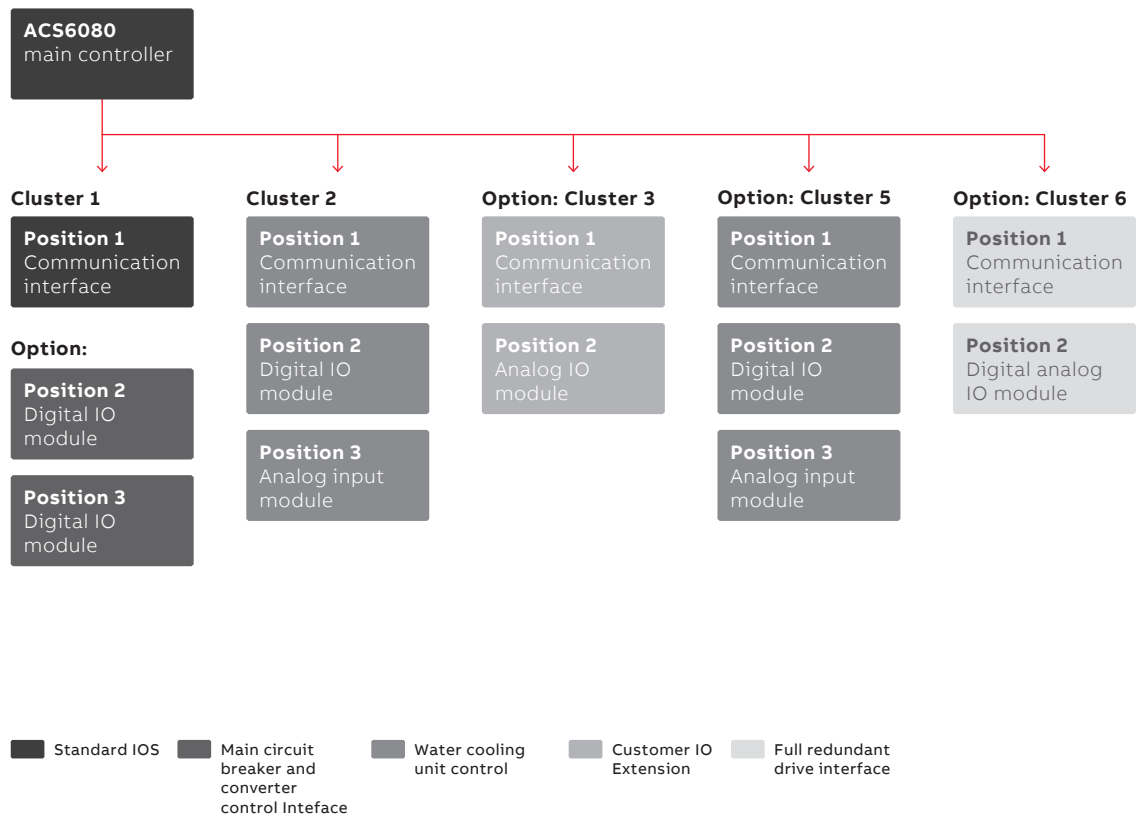 ACS6080
main controller
Cluster 1
Position 1
Communication
interface
Option:
Position 2
Digital IO
module
Position 3
Digital IO
module
Cluster 2
Position 1
Communication
interface
Position 2
Digital IO
module
Position 3
Analog input
module
Option: Cluster 3
Position 1
Communication
interface
Position 2
Analog IO
module
Option: Cluster 5
Position 1
Communication
interface
Position 2
Digital IO
module
Position 3
Analog input
module
Option: Cluster 6
Position 1
Communication
interface
Position 2
Digital analog
IO module
Standard IOS
Main circuit
breaker and
converter
control Inteface
Water cooling
unit control
Customer IO
Extension
Full redundant
drive interface